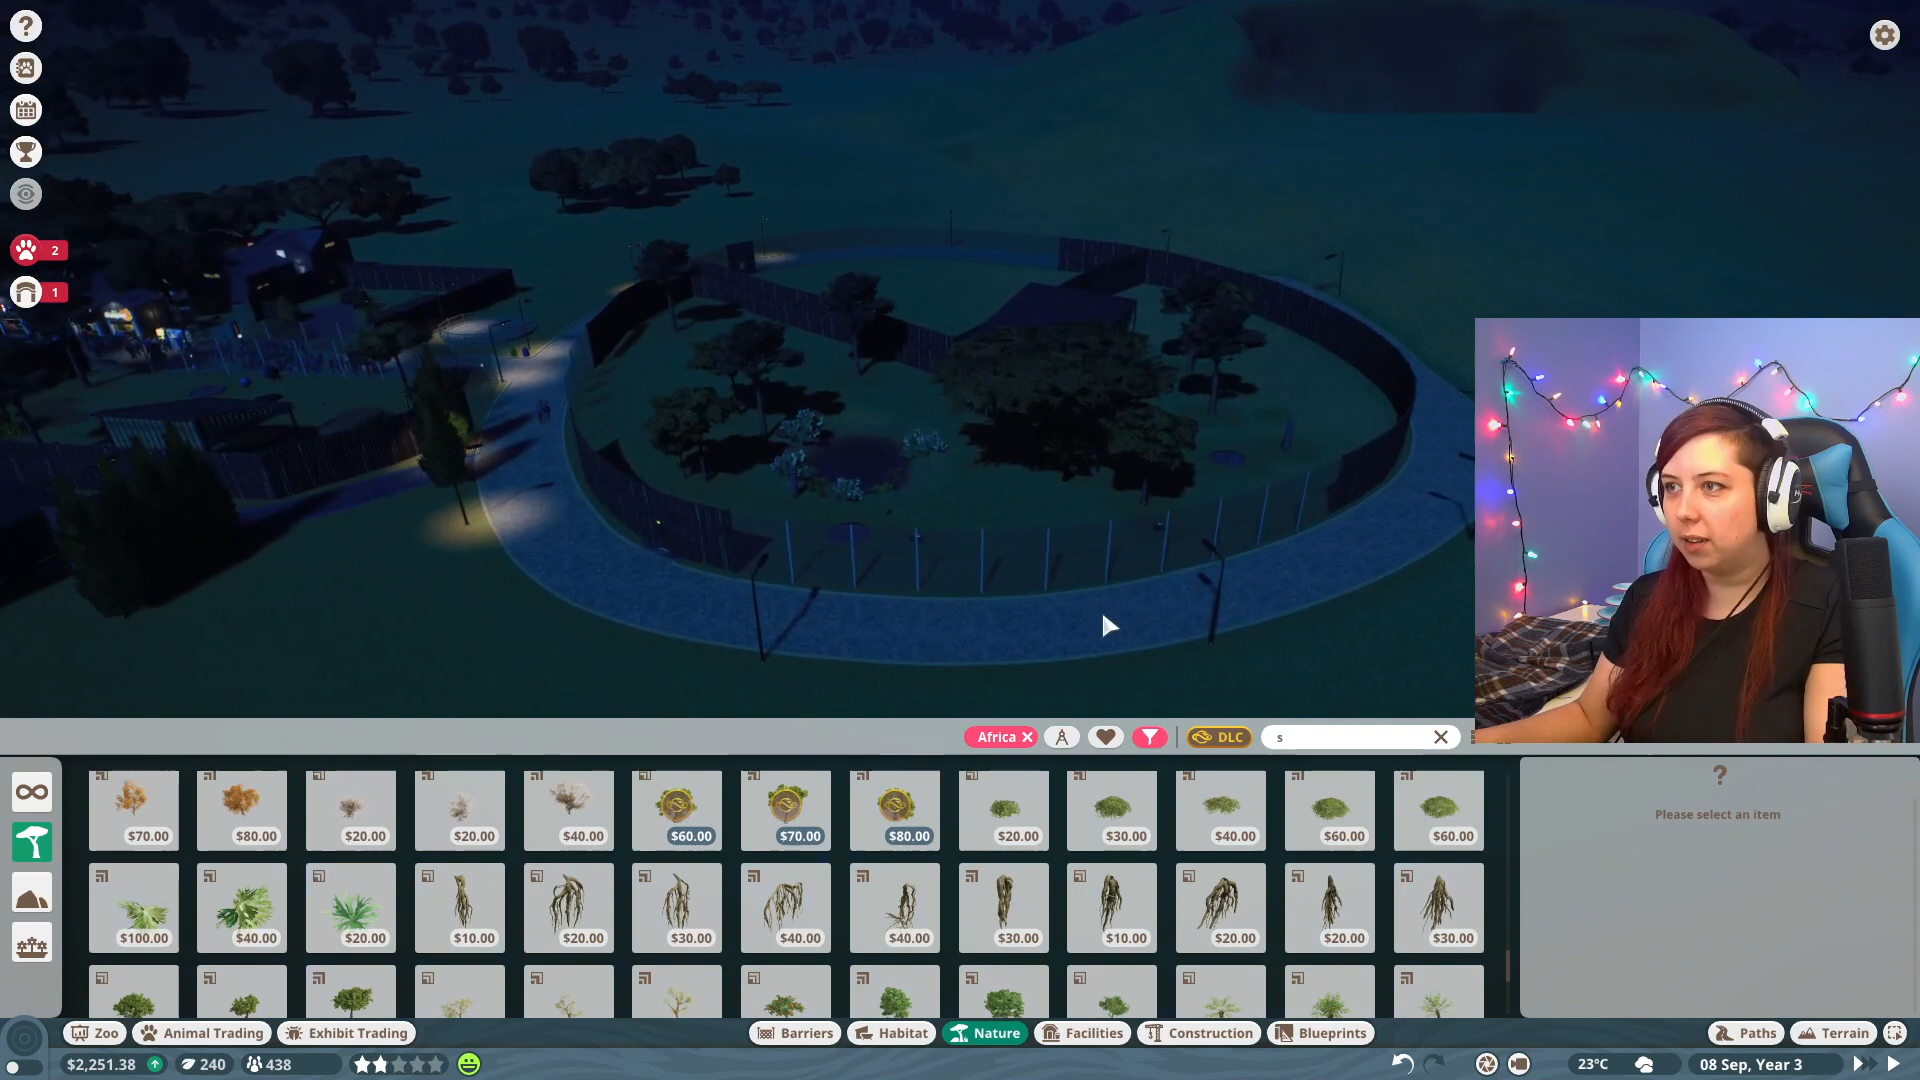 ?
2
1
Africa ✕
DLC
s
$70.00 $80.00 $20.00 $20.00 $40.00 $60.00 $70.00 $80.00 $20.00 $30.00 $40.00 $60.00 $60.00
$100.00 $40.00 $20.00 $10.00 $20.00 $30.00 $40.00 $40.00 $30.00 $10.00 $20.00 $20.00 $30.00
?
Please select an item
Zoo Animal Trading Exhibit Trading Barriers Habitat Nature Facilities Construction Blueprints Paths Terrain
$2,251.38 240 438 23°C 08 Sep, Year 3